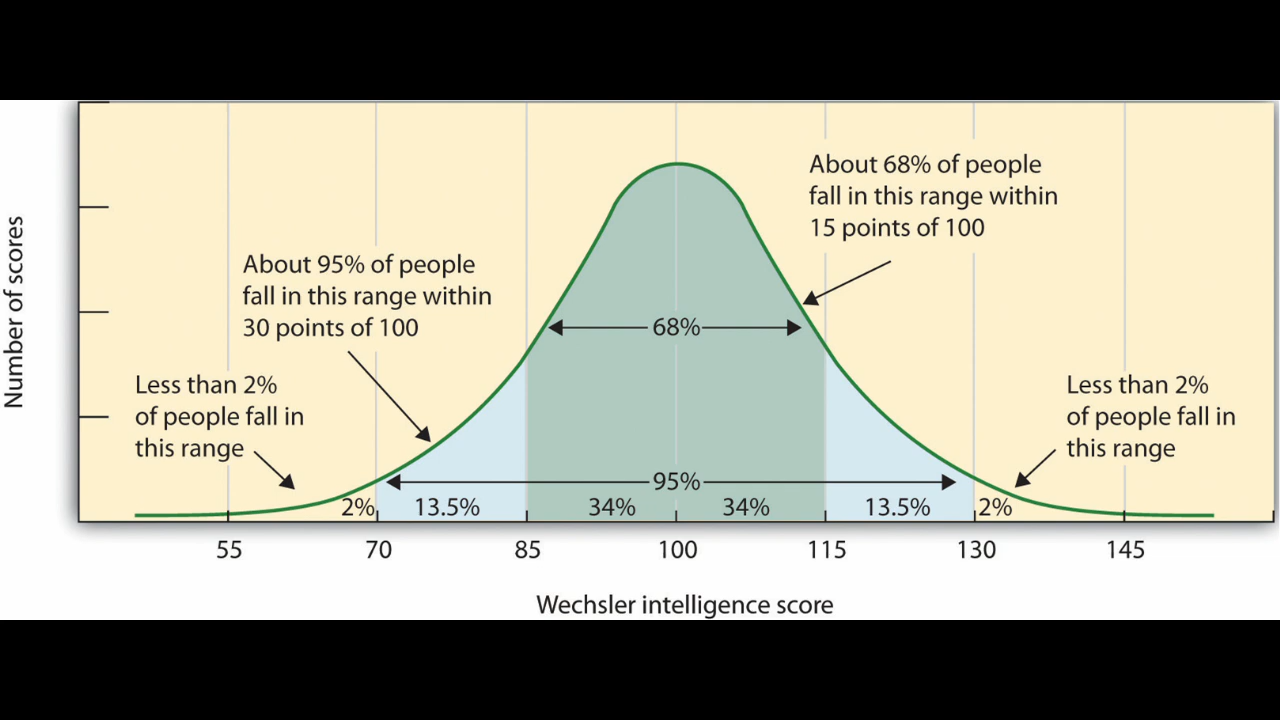 About 68% of people
fall in this range within
15 points of 100
About 95% of people
fall in this range within
30 points of 100
68%
Less than 2%
of people fall in
this range
Less than 2%
of people fall in
this range
95%
2% 13.5% 34% 34% 13.5% 2%
55 70 85 100 115 130 145
Number of scores
Wechsler intelligence score